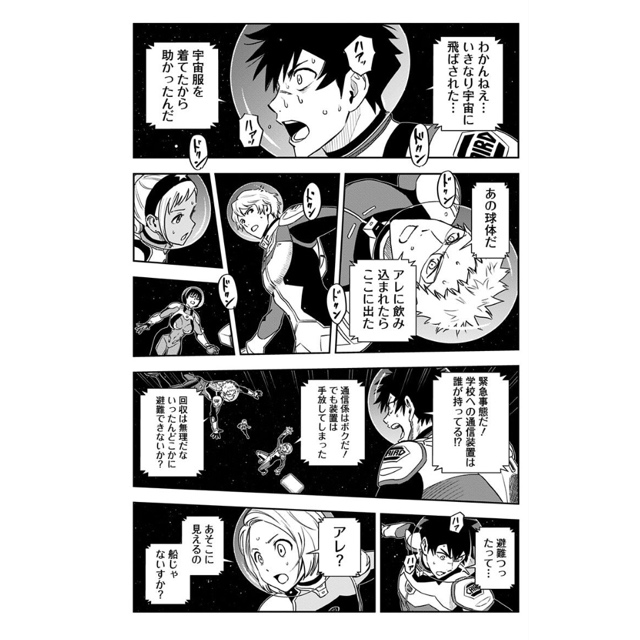 わかんねえ…
いきなり宇宙に
飛ばされた…
ハァッ
宇宙服を
着てたから
助かったんだ
ハァッ
ドクン
ドクン
ドクン
あの球体だ
アレに飲み
込まれたら
ここに出た
ドクン
ドクン
ドクン
ドクン
緊急事態だ!
学校への通信装置は
誰が持ってる!?
通信係はボクだ!
でも装置は
手放してしまった
回収は無理だな
いったんどこかに
避難できないか?
ハァッ
避難つっ
たって…
アレ?
あそこに
見えるの
船じゃ
ないすか?